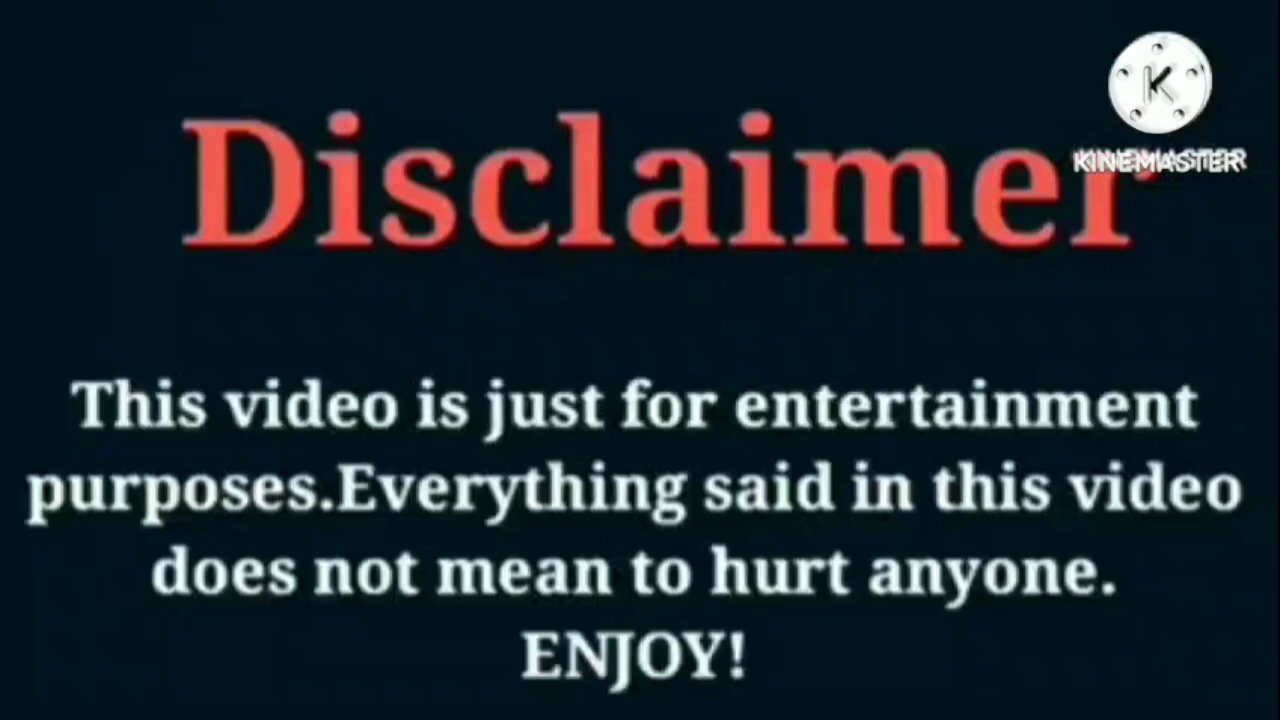 K
KINEMASTER
Disclaimer
This video is just for entertainment
purposes.Everything said in this video
does not mean to hurt anyone.
ENJOY!